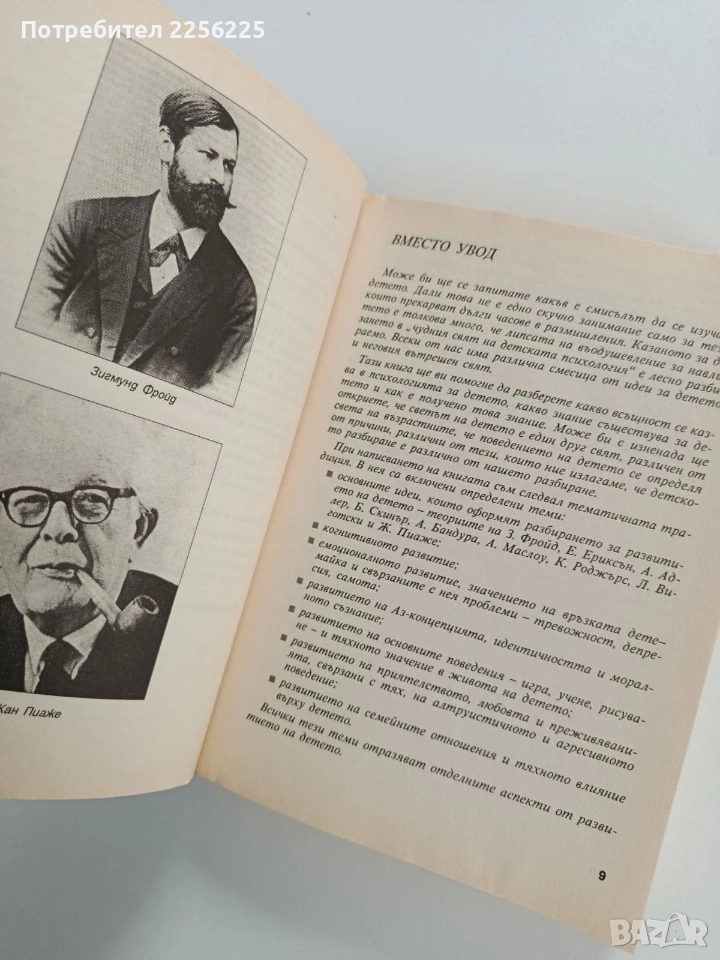 Потребител 2256225
Зигмунд Фройд
Жан Пиаже
ВМЕСТО УВОД
Може би ще се запитате какъв е смисълът да се изуча
детето. Дали това не е едно скучно занимание само за те
които прекарват дълги часове в размишления. Казаното за д
тето е толкова много, че липсата на въодушевление за навли
зането в „чудния свят на детската психология" е лесно разби
раемо. Всеки от нас има различна смесица от идеи за детето
и неговия вътрешен свят.
Тази книга ще ви помогне да разберете какво всъщност се каз-
ва в психологията за детето, какво знание съществува за де-
тето и как е получено това знание. Може би с изненада ще
откриете, че светът на детето е един друг свят, различен от
света на възрастните, че поведението на детето се определя
от причини, различни от тези, които ние излагаме, че детско-
то разбиране е различно от нашето разбиране.
При написването на книгата съм следвал тематичната тра-
диция. В нея са включени определени теми:
■ основните идеи, които оформят разбирането за развити-
ето на детето – теориите на З. Фройд, Е. Ериксън, А. Ад-
лер, Б. Скинър, А. Бандура, А. Маслоу, К. Роджърс, Л. Ви-
готски и Ж. Пиаже;
■ когнитивното развитие;
■ емоционалното развитие, значението на връзката дете–
майка и свързаните с нея проблеми – тревожност, депре-
сия, самота;
■ развитието на Аз-концепцията, идентичността и морал-
ното съзнание;
■ развитието на основните поведения – игра, учене, рисува-
не – и тяхното значение в живота на детето;
■ развитието на приятелството, любовта и преживявани-
ята, свързани с тях, на алтруистичното и агресивното
поведение;
■ развитието на семейните отношения и тяхното влияние
върху детето.
Всички тези теми отразяват отделните аспекти от разви-
тието на детето.
9
BAZAR